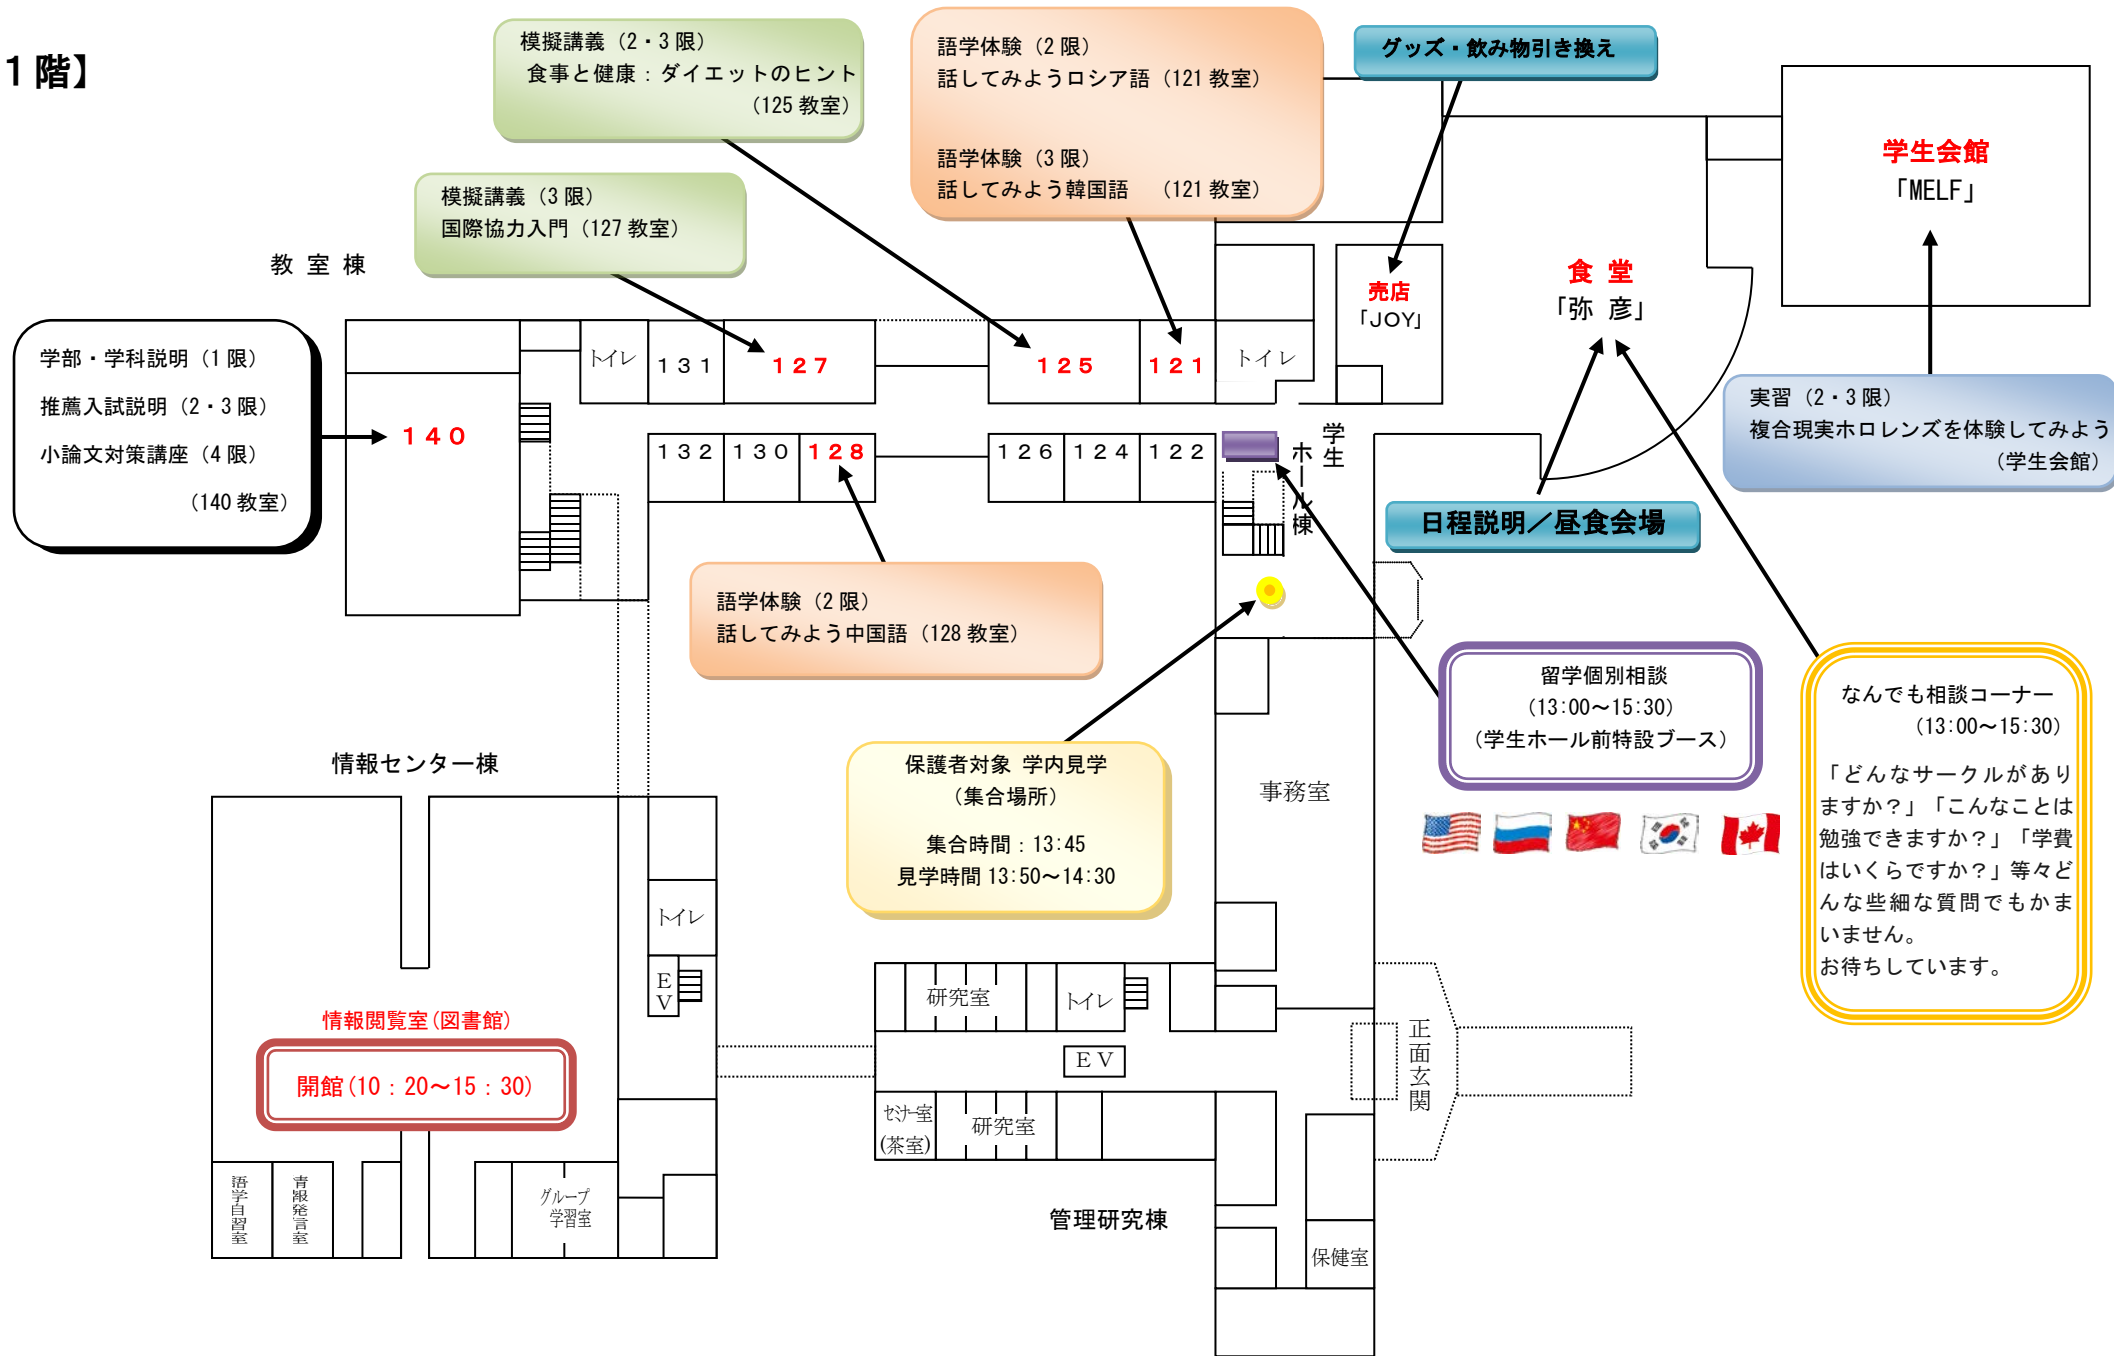 1階】
模擬講義（2・3限）
食事と健康：ダイエットのヒント
（125教室）
語学体験（2限）
話してみようロシア語（121教室）
語学体験（3限）
話してみよう韓国語　（121教室）
グッズ・飲み物引き換え
学生会館
「MELF」
模擬講義（3限）
国際協力入門（127教室）
教 室 棟
売店
「JOY」
食 堂
「弥 彦」
学部・学科説明（1限）
推薦入試説明（2・3限）
小論文対策講座（4限）
（140教室）
140
トイレ
131
127
125
121
トイレ
132
130
128
126
124
122
学生
ホール棟
実習（2・3限）
複合現実ホロレンズを体験してみよう
（学生会館）
日程説明／昼食会場
語学体験（2限）
話してみよう中国語（128教室）
留学個別相談
（13:00～15:30）
（学生ホール前特設ブース）
なんでも相談コーナー
（13:00～15:30）
「どんなサークルがあり
ますか？」「こんなことは
勉強できますか？」「学費
はいくらですか？」等々ど
んな些細な質問でもかま
いません。
お待ちしています。
保護者対象 学内見学
（集合場所）
集合時間：13:45
見学時間 13:50～14:30
事務室
情報センター棟
トイレ
EV
情報閲覧室(図書館)
開館(10：20～15：30)
研究室
トイレ
EV
正面玄関
セミナー室
(茶室)
研究室
語学自習室
グループ
学習室
管理研究棟
保健室